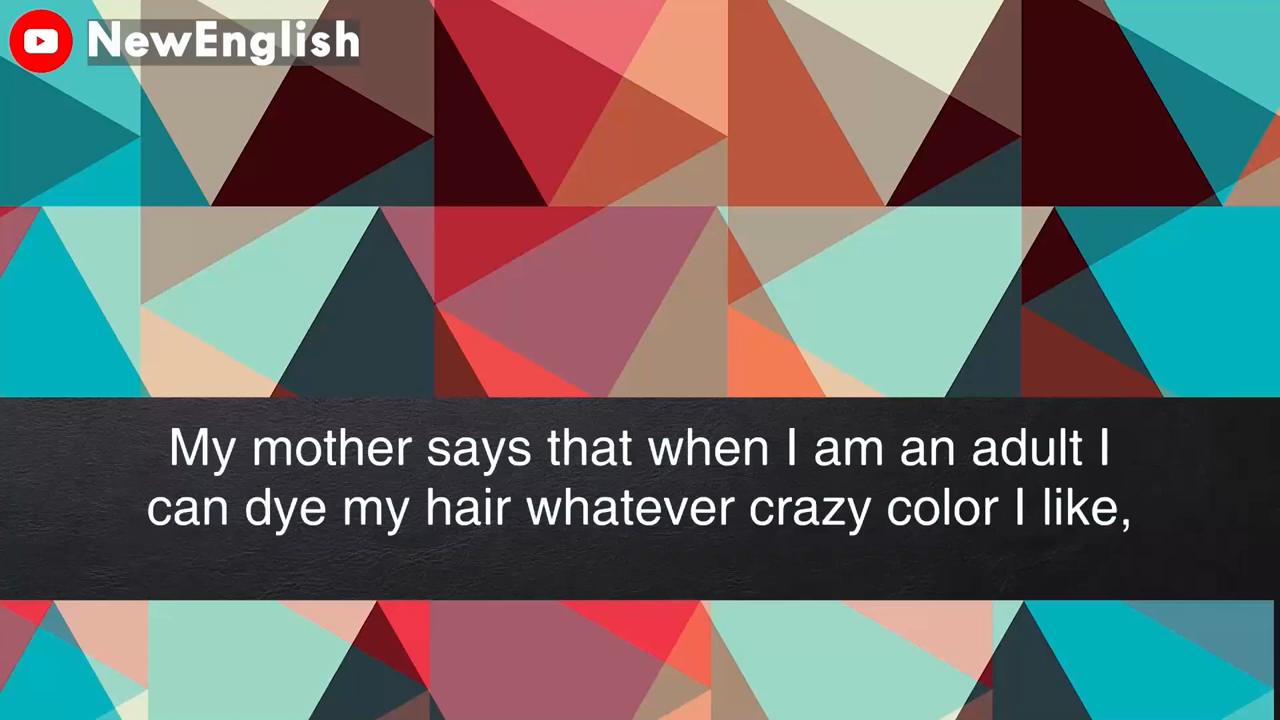 NewEnglish
My mother says that when I am an adult I
can dye my hair whatever crazy color I like,